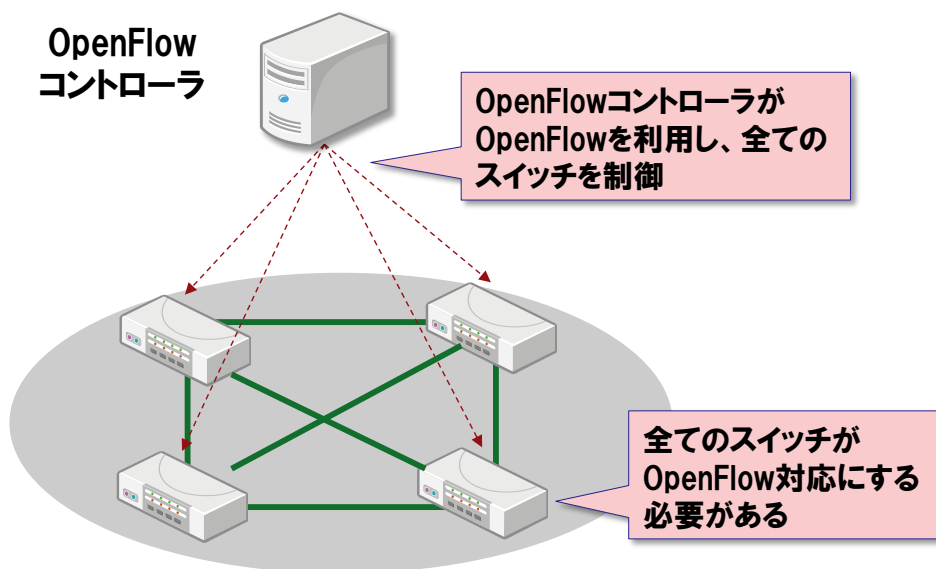 OpenFlow
コントローラ
OpenFlowコントローラが
OpenFlowを利用し、全ての
スイッチを制御
全てのスイッチが
OpenFlow対応にする
必要がある